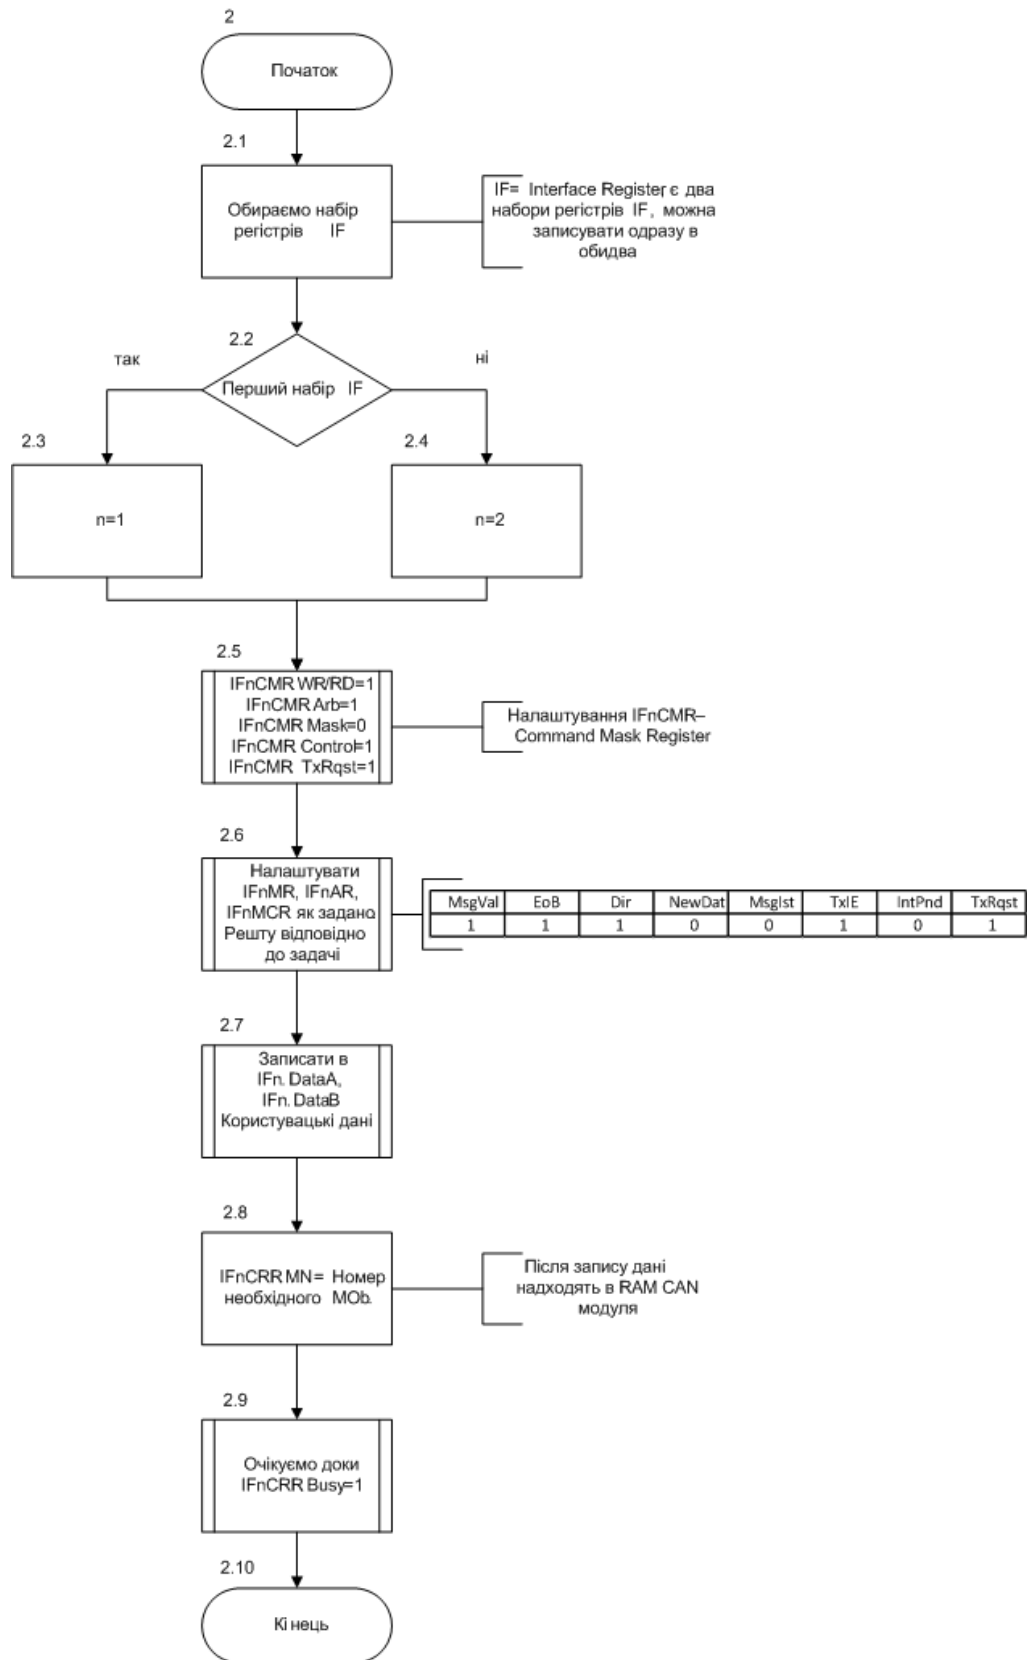 2
Початок
2.1
Обираємо набір
регістрів IF
IF= Interface Register є два
набори регістрів IF, можна
записувати одразу в
обидва
2.2
так
ні
Перший набір IF
2.3
2.4
n=1
n=2
2.5
IFnCMR WR/RD=1
IFnCMR Arb=1
IFnCMR Mask=0
IFnCMR Control=1
IFnCMR TxRqst=1
Налаштування IFnCMR–
Command Mask Register
2.6
Налаштувати
IFnMR, IFnAR,
IFnMCR як задано.
Решту відповідно
до задачі
MsgVal EoB Dir NewDat Msglst TxIE IntPnd TxRqst
1 1 1 0 0 1 0 1
2.7
Записати в
IFn. DataA,
IFn. DataB
Користувацькі дані
2.8
IFnCRR MN= Номер
необхідного MOb.
Після запису дані
надходять в RAM CAN
модуля
2.9
Очікуємо доки
IFnCRR Busy=1
2.10
Кінець